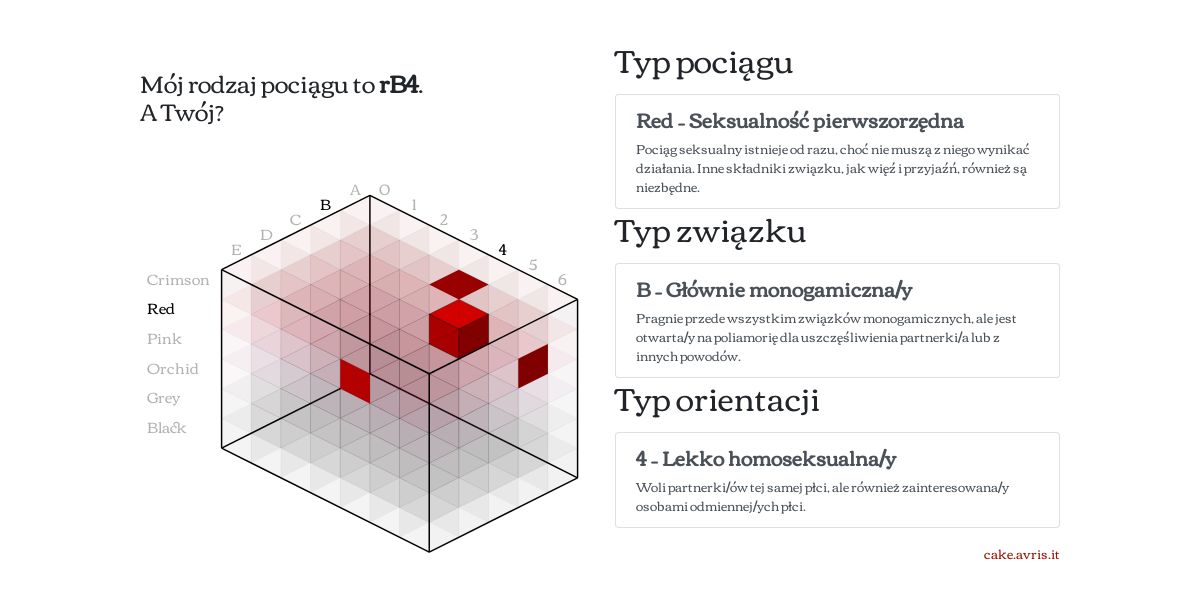 Mój rodzaj pociągu to rB4.
A Twój?
A
B
C
D
E
0
1
2
3
4
5
6
Crimson
Red
Pink
Orchid
Grey
Black
Typ pociągu
Red – Seksualność pierwszorzędna
Pociąg seksualny istnieje od razu, choć nie muszą z niego wynikać
działania. Inne składniki związku, jak więź i przyjaźń, również są
niezbędne.
Typ związku
B – Głównie monogamiczna/y
Pragnie przede wszystkim związków monogamicznych, ale jest
otwarta/y na poliamorię dla uszczęśliwienia partnerki/a lub z
innych powodów.
Typ orientacji
4 – Lekko homoseksualna/y
Woli partnerki/ów tej samej płci, ale również zainteresowana/y
osobami odmiennej/ych płci.
cake.avris.it